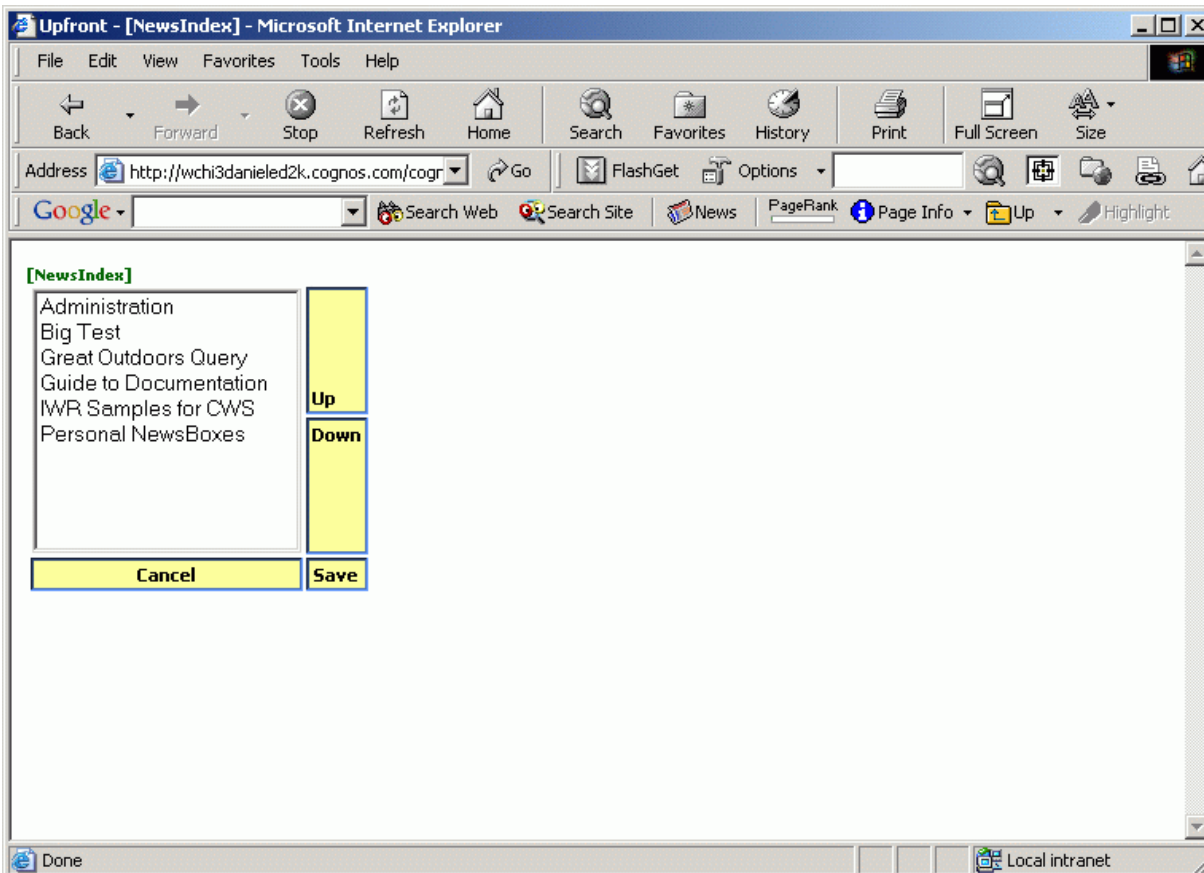 Upfront - [NewsIndex] - Microsoft Internet Explorer
File Edit View Favorites Tools Help
Back Forward Stop Refresh Home Search Favorites History Print Full Screen Size
Address http://wchi3danieled2k.cognos.com/cogr Go FlashGet Options
Google Search Web Search Site News PageRank Page Info Up Highlight
[NewsIndex]
Administration
Big Test
Great Outdoors Query
Guide to Documentation
IWR Samples for CWS
Personal NewsBoxes
Up
Down
Cancel Save
Done Local intranet